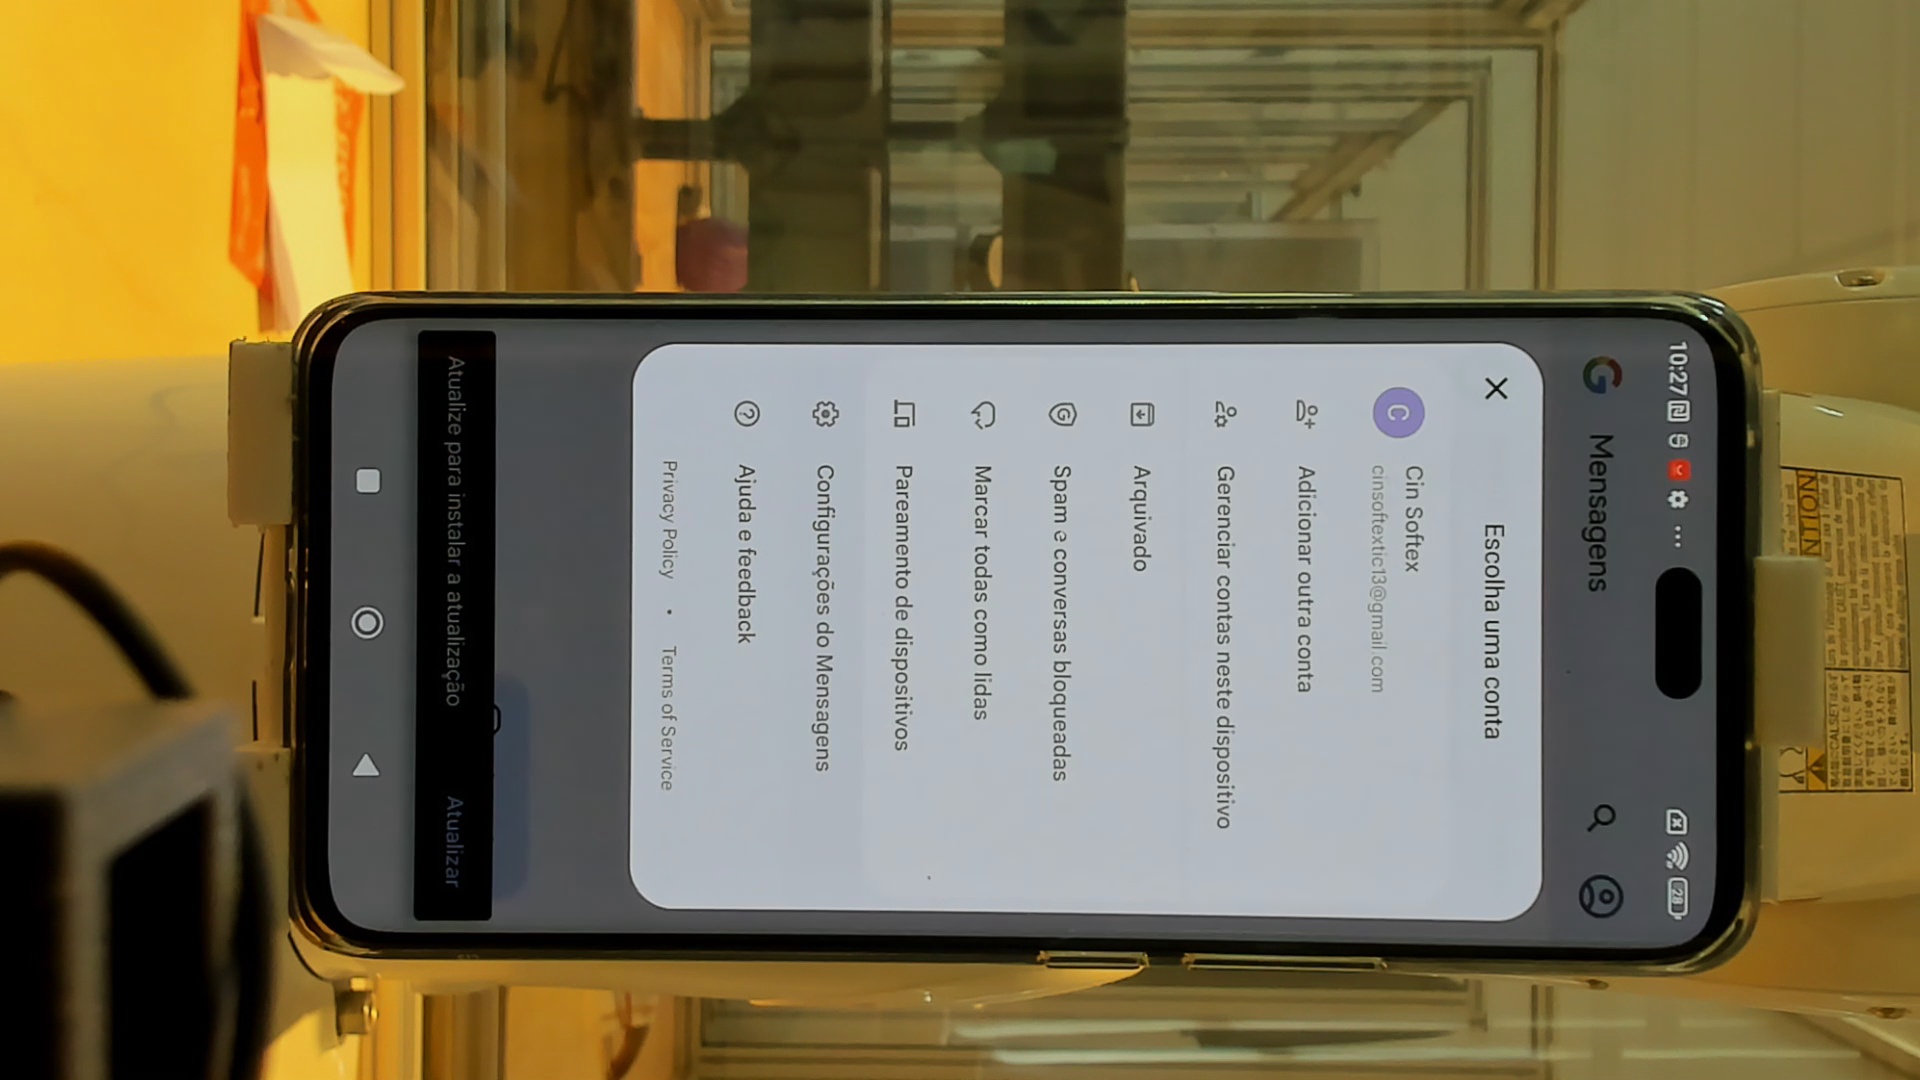 10:27
28
Mensagens
Escolha uma conta
C
Cin Softex
cinsoftextic13@gmail.com
Adicionar outra conta
Gerenciar contas neste dispositivo
Arquivado
Spam e conversas bloqueadas
Marcar todas como lidas
Pareamento de dispositivos
Configurações do Mensagens
Ajuda e feedback
Privacy Policy • Terms of Service
Atualize para instalar a atualização
Atualizar